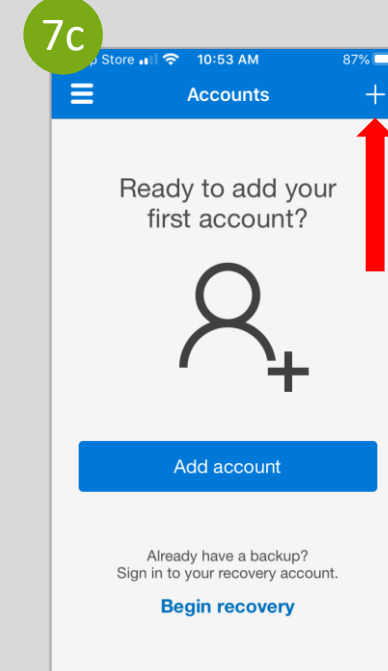 7c
Store 10:53 AM 87%
Accounts +
Ready to add your
first account?
Add account
Already have a backup?
Sign in to your recovery account.
Begin recovery